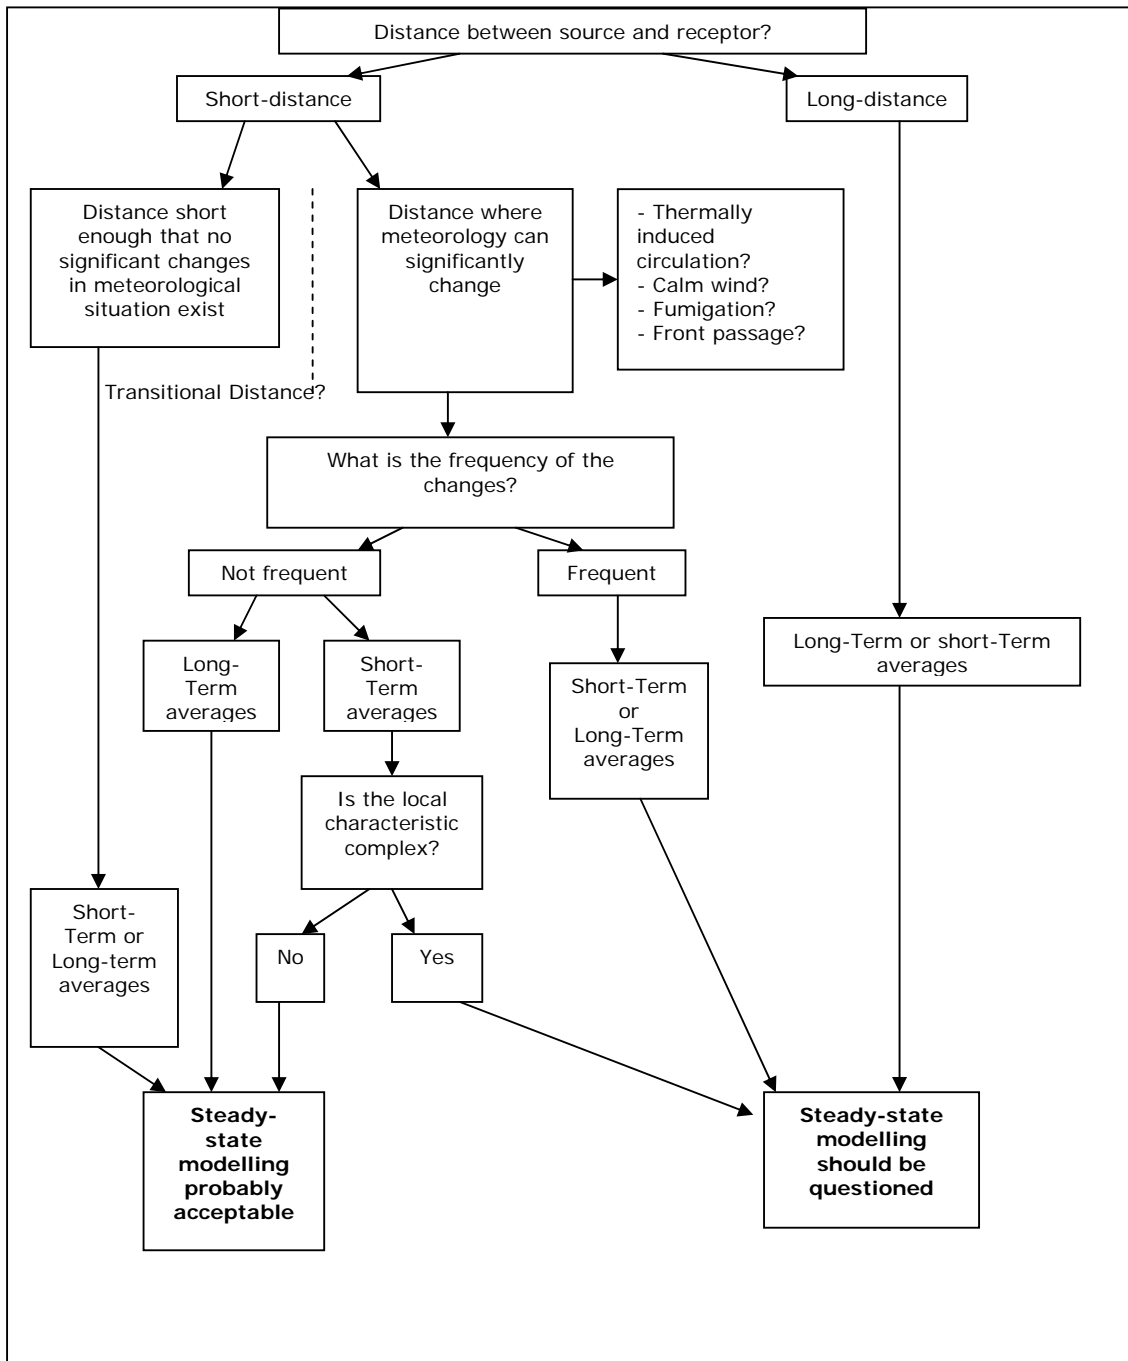 Distance between source and receptor?
Short-distance
Long-distance
Distance short
enough that no
significant changes
in meteorological
situation exist
Distance where
meteorology can
significantly
change
- Thermally
induced
circulation?
- Calm wind?
- Fumigation?
- Front passage?
Transitional Distance?
What is the frequency of the
changes?
Not frequent
Frequent
Long-
Term
averages
Short-
Term
averages
Short-Term
or
Long-Term
averages
Long-Term or short-Term
averages
Is the local
characteristic
complex?
Short-
Term or
Long-term
averages
No
Yes
Steady-
state
modelling
probably
acceptable
Steady-state
modelling
should be
questioned